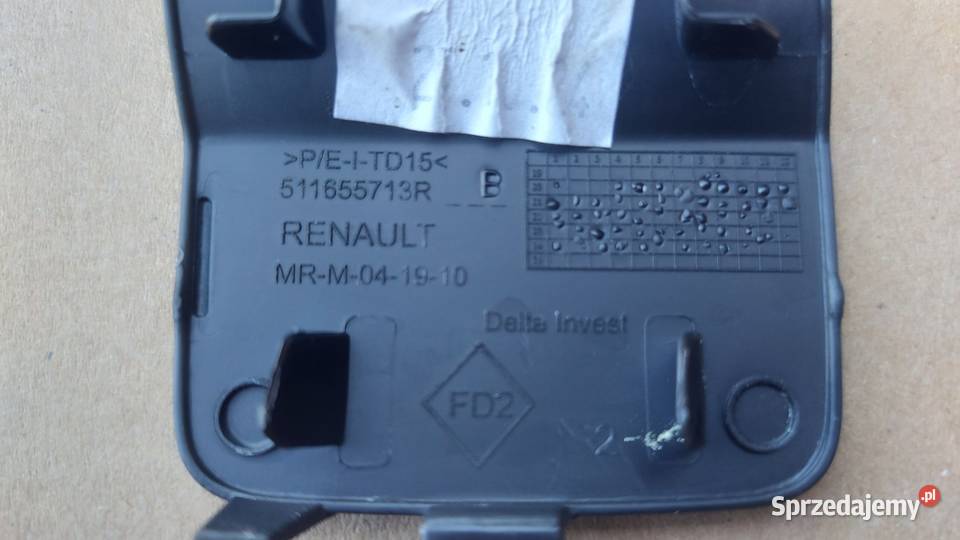 >P/E-I-TD15<
511655713R B
RENAULT
MR-M-04-19-10
Delta Invest
FD2
Sprzedajemy.pl